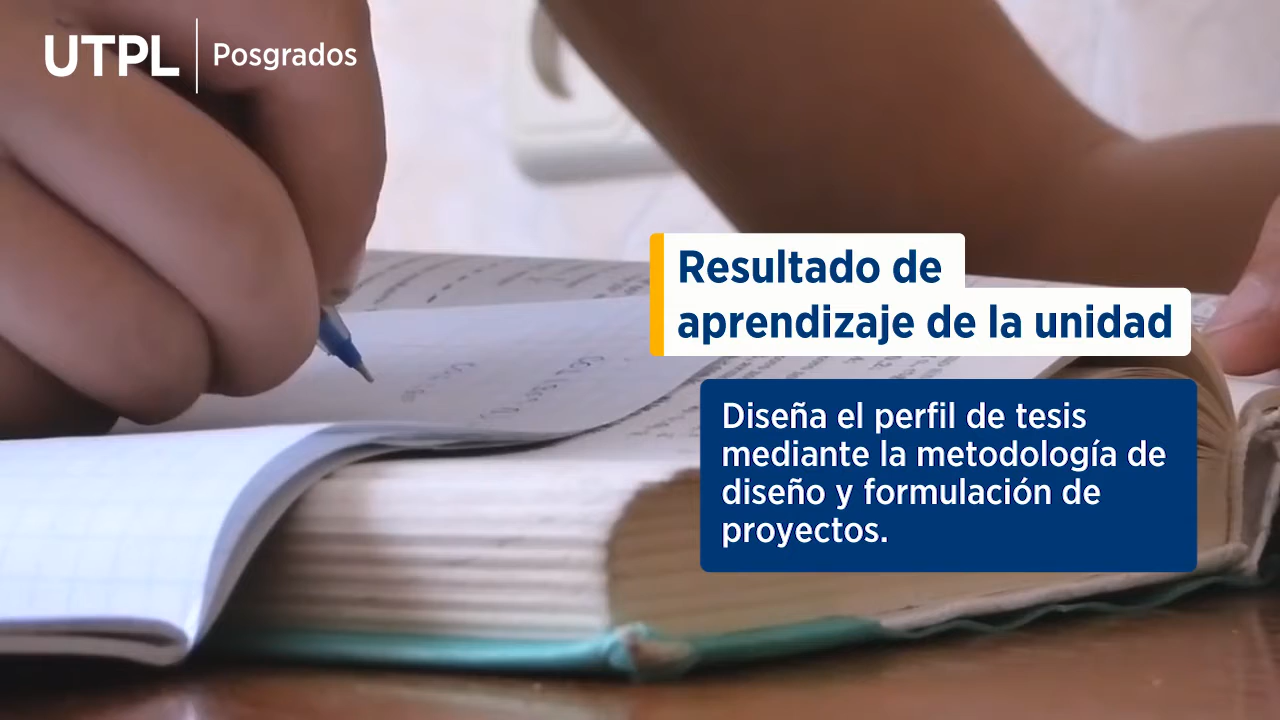 UTPL Posgrados
Resultado de
aprendizaje de la unidad
Diseña el perfil de tesis
mediante la metodología de
diseño y formulación de
proyectos.